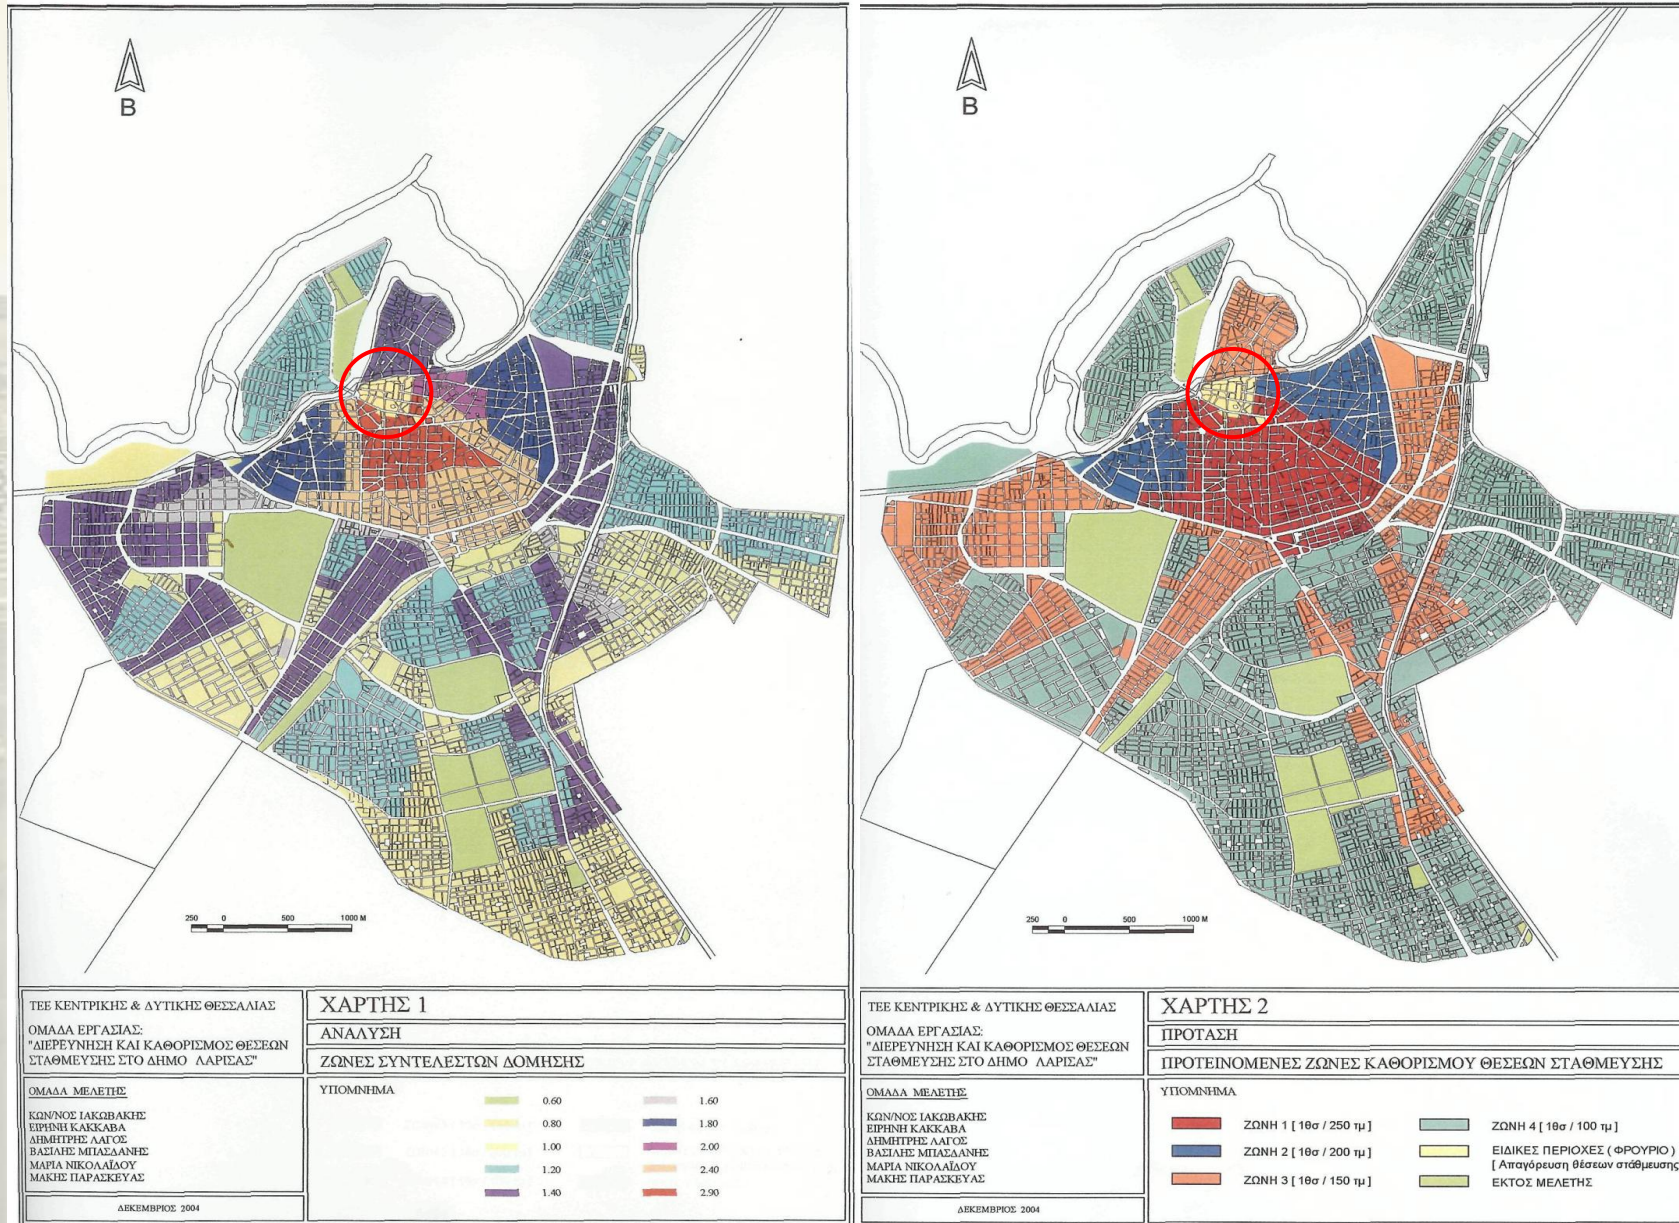 B
250 0 500 1000 M
ΤΕΕ ΚΕΝΤΡΙΚΗΣ & ΔΥΤΙΚΗΣ ΘΕΣΣΑΛΙΑΣ
ΟΜΑΔΑ ΕΡΓΑΣΙΑΣ:
"ΔΙΕΡΕΥΝΗΣΗ ΚΑΙ ΚΑΘΟΡΙΣΜΟΣ ΘΕΣΕΩΝ
ΣΤΑΘΜΕΥΣΗΣ ΣΤΟ ΔΗΜΟ ΛΑΡΙΣΑΣ"
ΟΜΑΔΑ ΜΕΛΕΤΗΣ
ΚΩΝ/ΝΟΣ ΙΑΚΩΒΑΚΗΣ
ΕΙΡΗΝΗ ΚΑΚΚΑΒΑ
ΔΗΜΗΤΡΗΣ ΛΑΓΟΣ
ΒΑΣΙΛΗΣ ΜΠΑΣΔΑΝΗΣ
ΜΑΡΙΑ ΝΙΚΟΛΑΪΔΟΥ
ΜΑΚΗΣ ΠΑΡΑΣΚΕΥΑΣ
ΔΕΚΕΜΒΡΙΟΣ 2004
ΧΑΡΤΗΣ 1
ΑΝΑΛΥΣΗ
ΖΩΝΕΣ ΣΥΝΤΕΛΕΣΤΩΝ ΔΟΜΗΣΗΣ
ΥΠΟΜΝΗΜΑ
0.60
0.80
1.00
1.20
1.40
1.60
1.80
2.00
2.40
2.90
B
250 0 500 1000 M
ΤΕΕ ΚΕΝΤΡΙΚΗΣ & ΔΥΤΙΚΗΣ ΘΕΣΣΑΛΙΑΣ
ΟΜΑΔΑ ΕΡΓΑΣΙΑΣ:
"ΔΙΕΡΕΥΝΗΣΗ ΚΑΙ ΚΑΘΟΡΙΣΜΟΣ ΘΕΣΕΩΝ
ΣΤΑΘΜΕΥΣΗΣ ΣΤΟ ΔΗΜΟ ΛΑΡΙΣΑΣ"
ΟΜΑΔΑ ΜΕΛΕΤΗΣ
ΚΩΝ/ΝΟΣ ΙΑΚΩΒΑΚΗΣ
ΕΙΡΗΝΗ ΚΑΚΚΑΒΑ
ΔΗΜΗΤΡΗΣ ΛΑΓΟΣ
ΒΑΣΙΛΗΣ ΜΠΑΣΔΑΝΗΣ
ΜΑΡΙΑ ΝΙΚΟΛΑΪΔΟΥ
ΜΑΚΗΣ ΠΑΡΑΣΚΕΥΑΣ
ΔΕΚΕΜΒΡΙΟΣ 2004
ΧΑΡΤΗΣ 2
ΠΡΟΤΑΣΗ
ΠΡΟΤΕΙΝΟΜΕΝΕΣ ΖΩΝΕΣ ΚΑΘΟΡΙΣΜΟΥ ΘΕΣΕΩΝ ΣΤΑΘΜΕΥΣΗΣ
ΥΠΟΜΝΗΜΑ
ΖΩΝΗ 1 [ 1θσ / 250 τμ ]
ΖΩΝΗ 2 [ 1θσ / 200 τμ ]
ΖΩΝΗ 3 [ 1θσ / 150 τμ ]
ΖΩΝΗ 4 [ 1θσ / 100 τμ ]
ΕΙΔΙΚΕΣ ΠΕΡΙΟΧΕΣ ( ΦΡΟΥΡΙΟ )
[ Απαγόρευση θέσεων στάθμευσης
ΕΚΤΟΣ ΜΕΛΕΤΗΣ